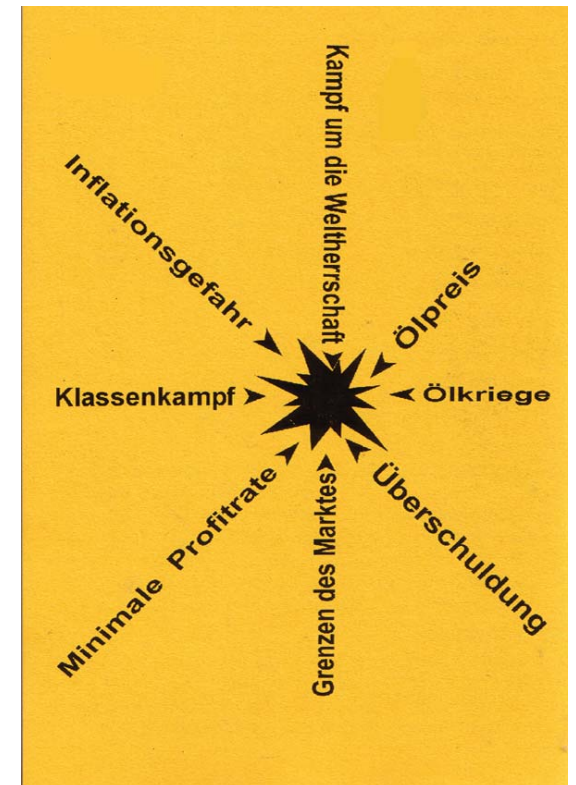 Kampf um die Weltherrschaft
Inflationsgefahr
Ölpreis
Klassenkampf
Ölkriege
Minimale Profitrate
Grenzen des Marktes
Überschuldung